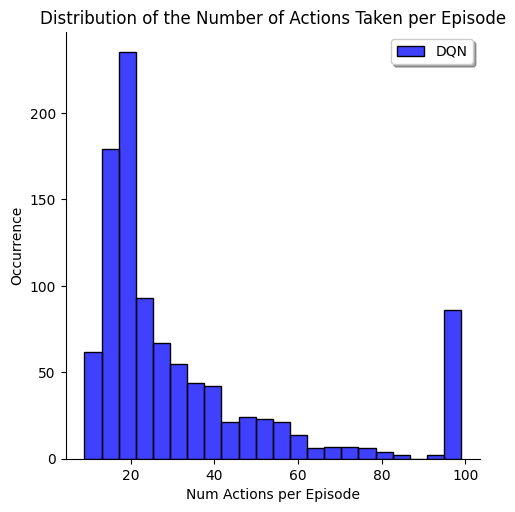 Distribution of the Number of Actions Taken per Episode
DQN
Occurrence
200
150
100
50
0
20
40
60
80
100
Num Actions per Episode